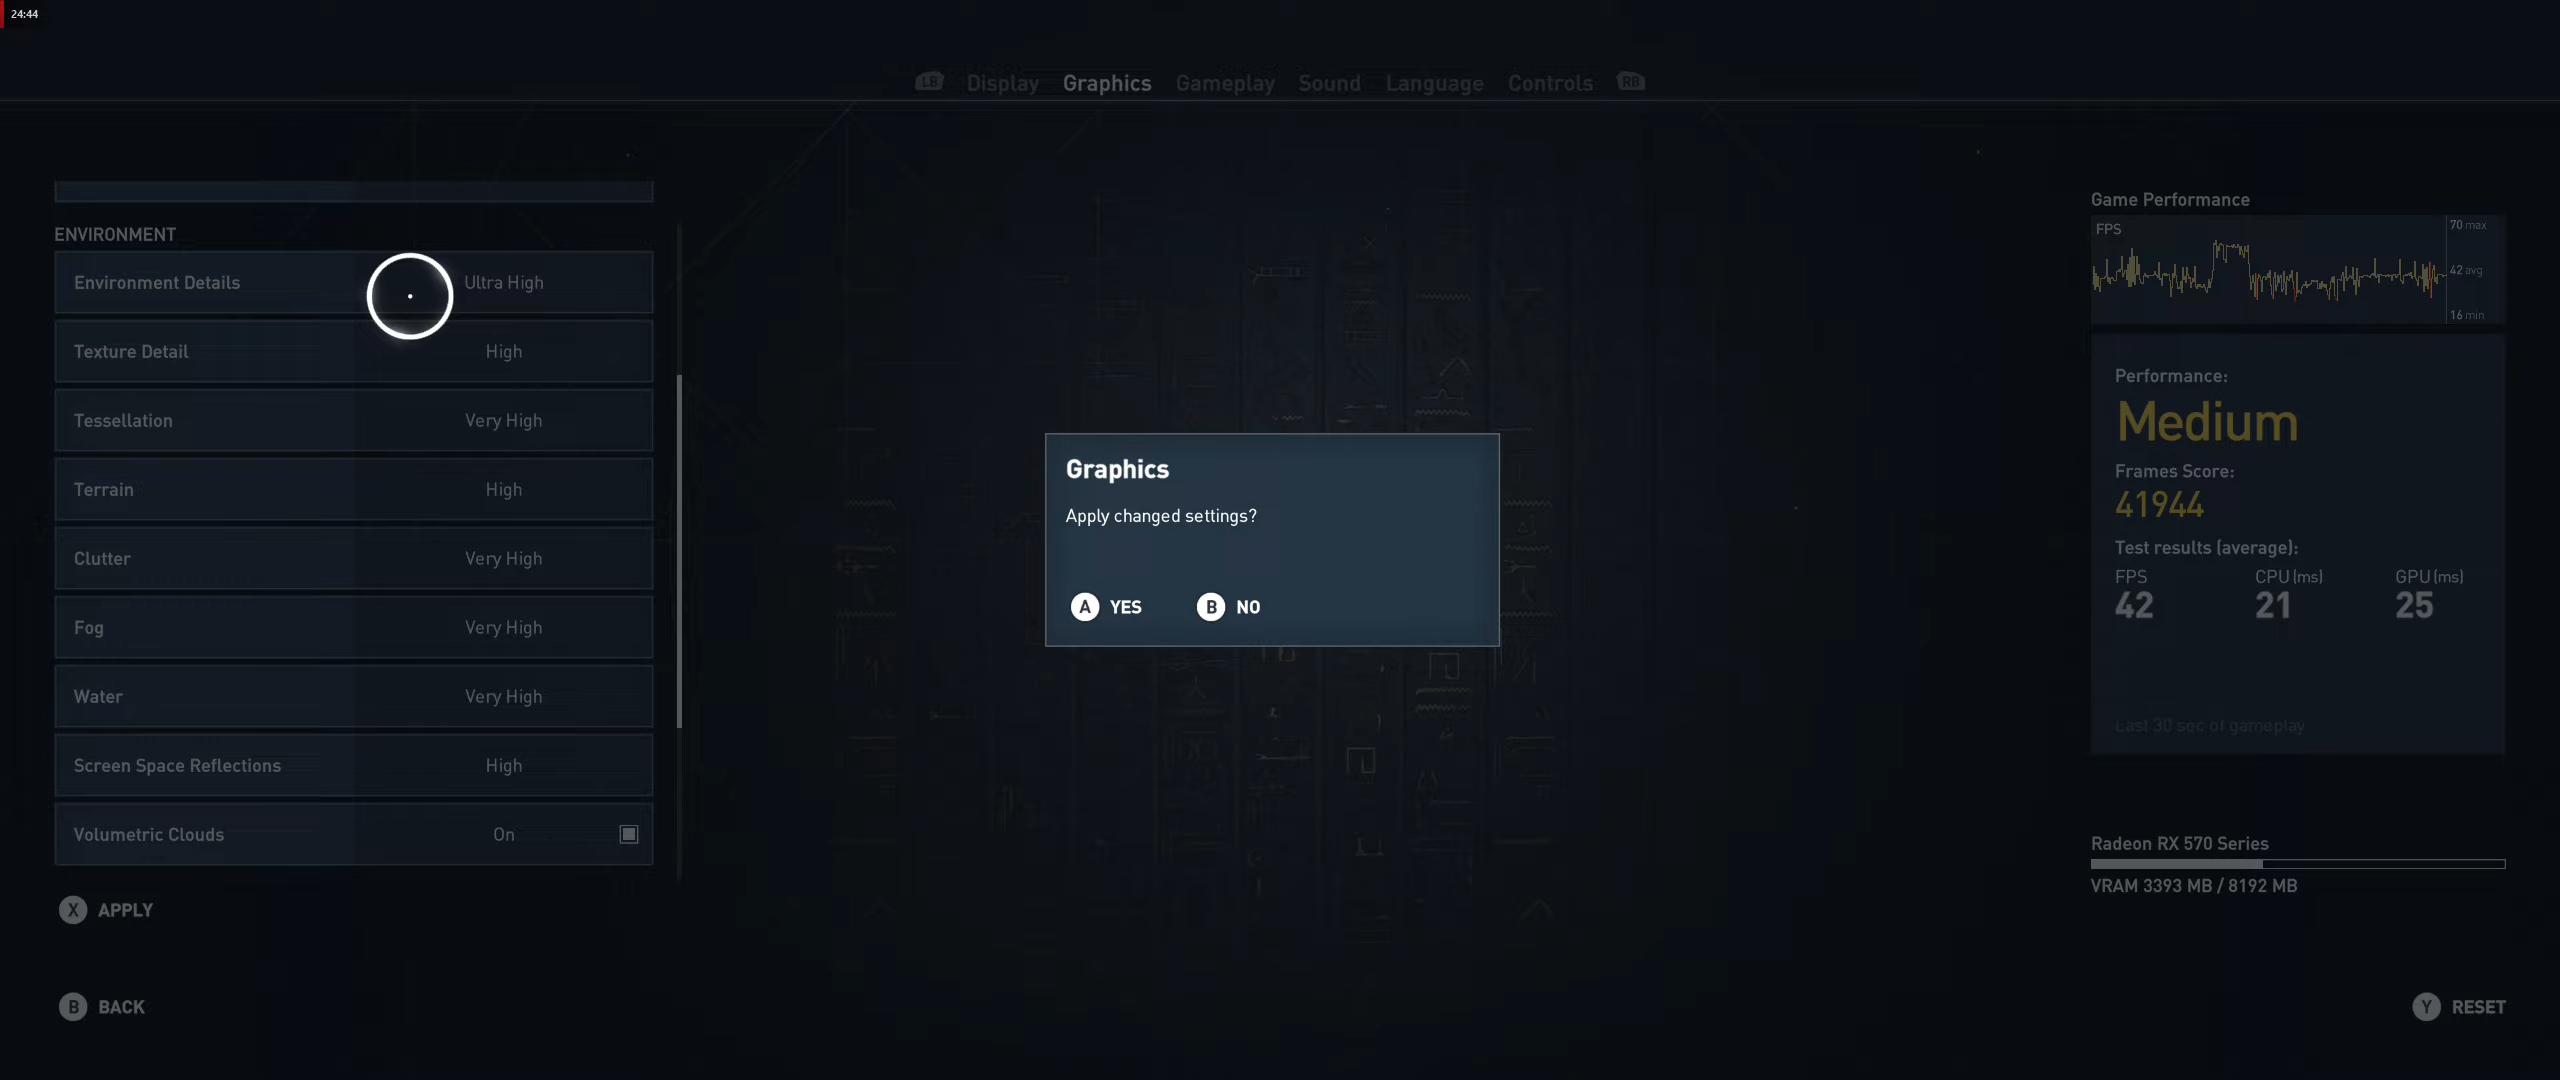 24:44
LB Display Graphics Gameplay Sound Language Controls RB
ENVIRONMENT
Environment Details Ultra High
Texture Detail High
Tessellation Very High
Terrain High
Clutter Very High
Fog Very High
Water Very High
Screen Space Reflections High
Volumetric Clouds On
X APPLY
B BACK
Graphics
Apply changed settings?
A YES B NO
Game Performance
FPS
70 max
42 avg
16 min
Performance:
Medium
Frames Score:
41944
Test results (average):
FPS CPU (ms) GPU (ms)
42 21 25
Last 30 sec of gameplay
Radeon RX 570 Series
VRAM 3393 MB / 8192 MB
Y RESET